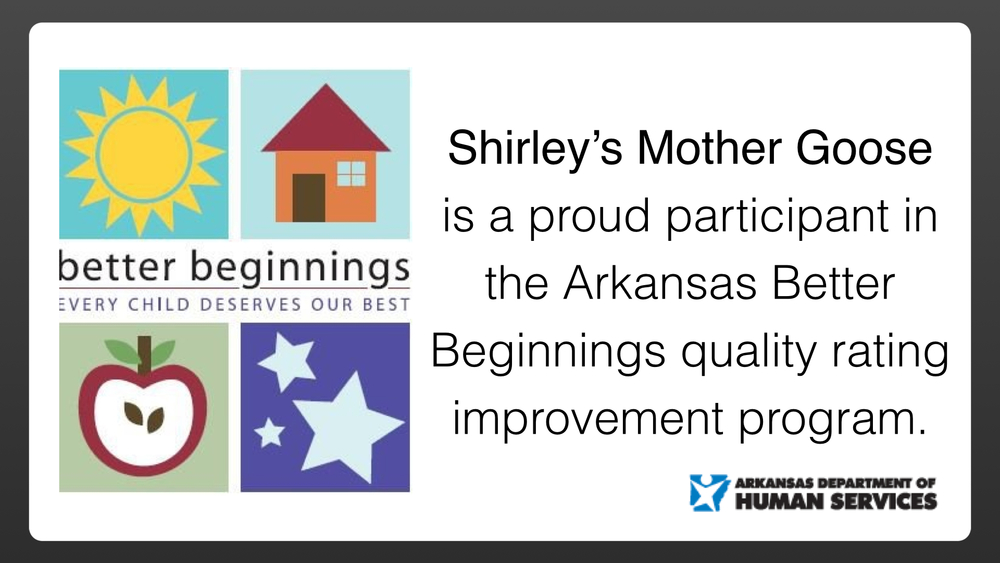 better beginnings
EVERY CHILD DESERVES OUR BEST
Shirley’s Mother Goose
is a proud participant in
the Arkansas Better
Beginnings quality rating
improvement program.
ARKANSAS DEPARTMENT OF
HUMAN SERVICES